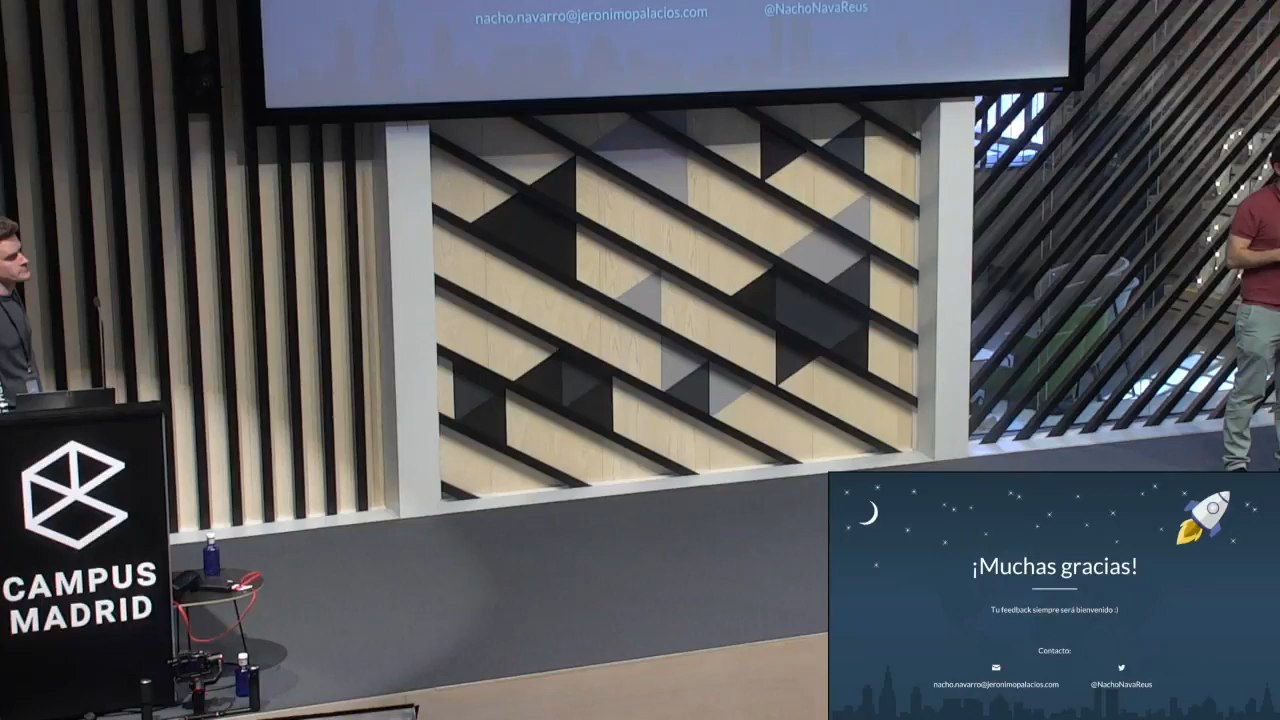 nacho.navarro@jeronimopalacios.com
@NachoNavaReus
CAMPUS
MADRID
¡Muchas gracias!
Tu feedback siempre será bienvenido :)
Contacto:
nacho.navarro@jeronimopalacios.com
@NachoNavaReus